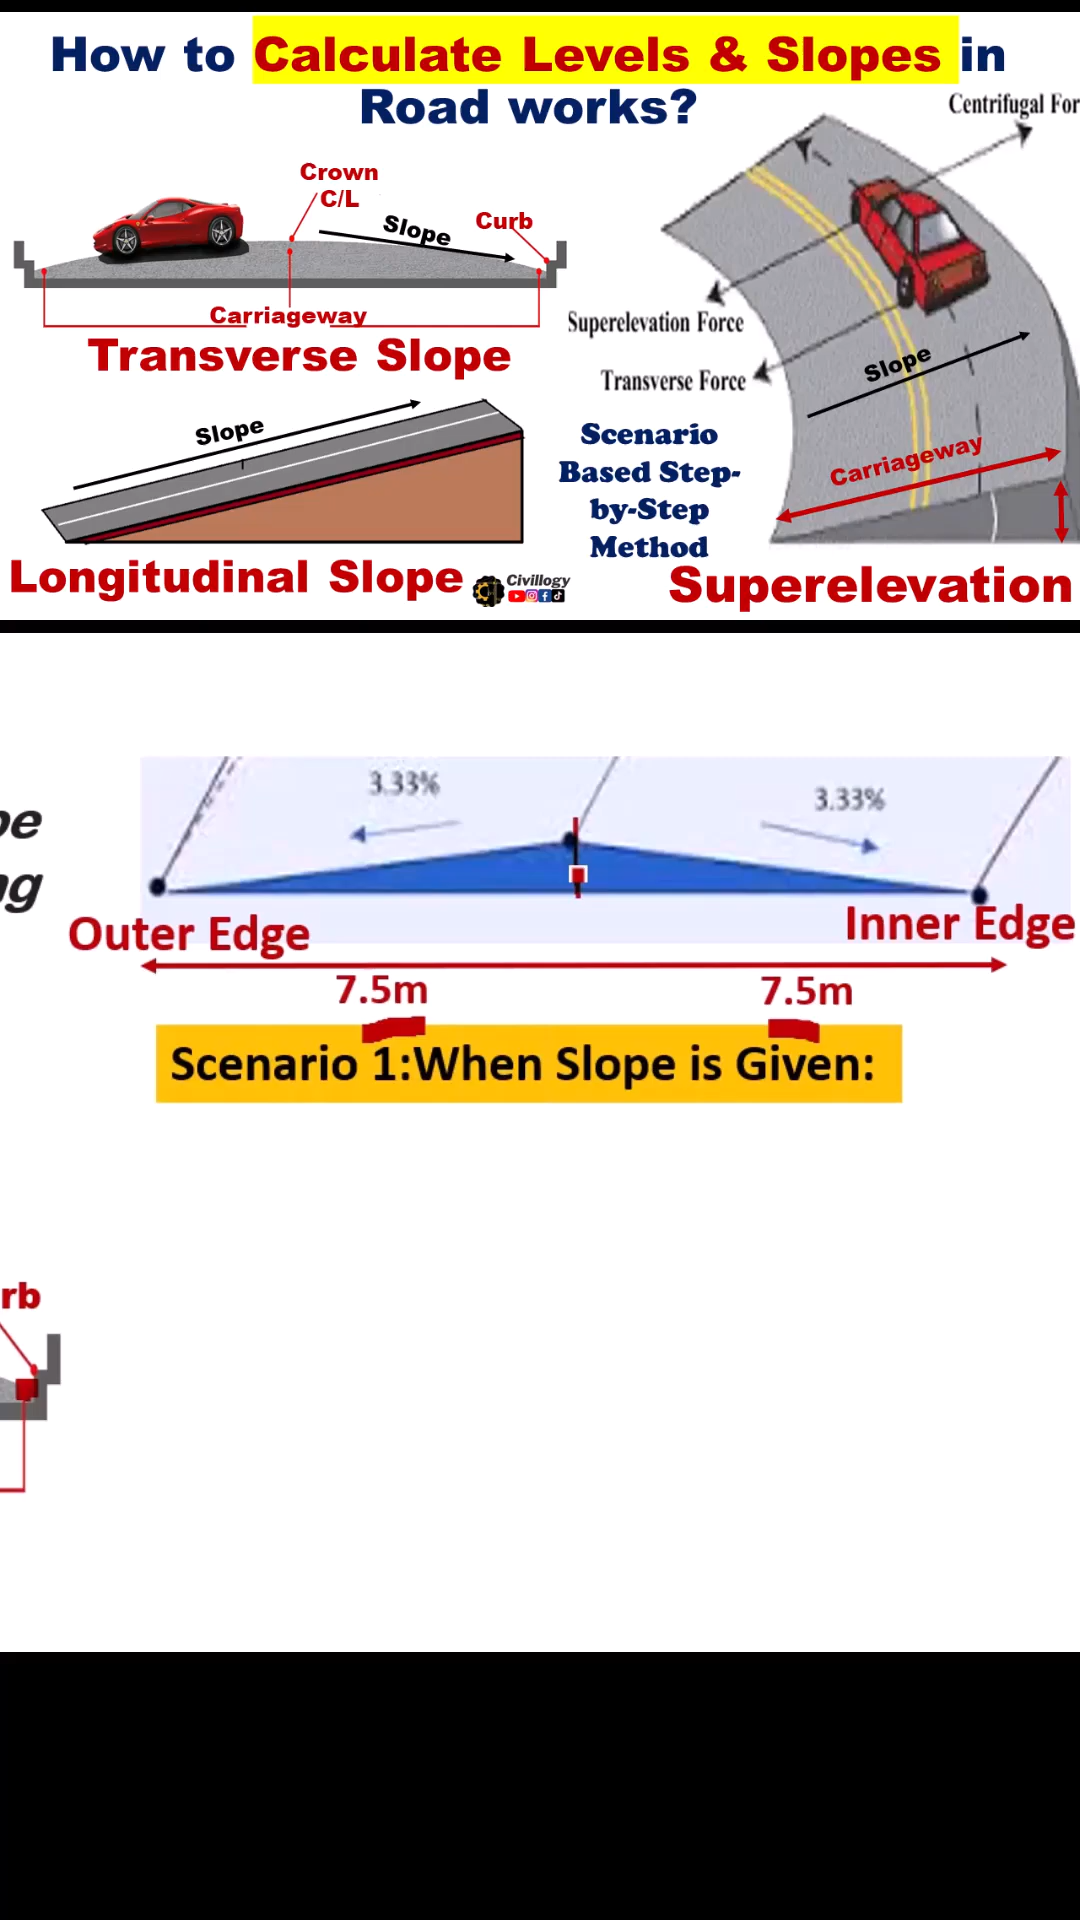 How to Calculate Levels & Slopes in
Road works?
Centrifugal For
Crown
C/L
Slope
Curb
Carriageway
Transverse Slope
Superelevation Force
Transverse Force
Slope
Slope
Scenario
Based Step-
by-Step
Method
Carriageway
Longitudinal Slope
Civillogy
Superelevation
3.33%
3.33%
pe
ng
Outer Edge
Inner Edge
7.5m
7.5m
Scenario 1:When Slope is Given:
rb